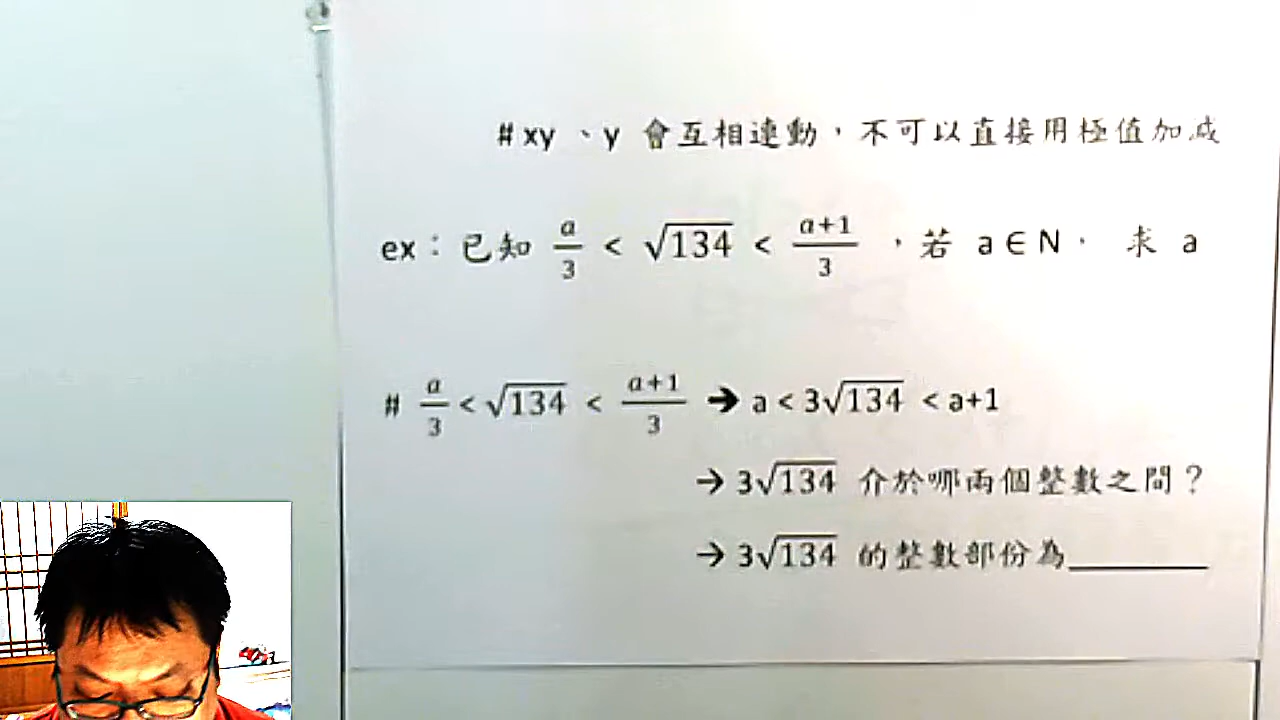 # xy 、y 會互相連動，不可以直接用極值加減
ex：已知 a/3 < √134 < (a+1)/3 ，若 a ∈ N， 求 a
# a/3 < √134 < (a+1)/3 ➔ a < 3√134 < a+1
→ 3√134 介於哪兩個整數之間？
→ 3√134 的整數部份為________